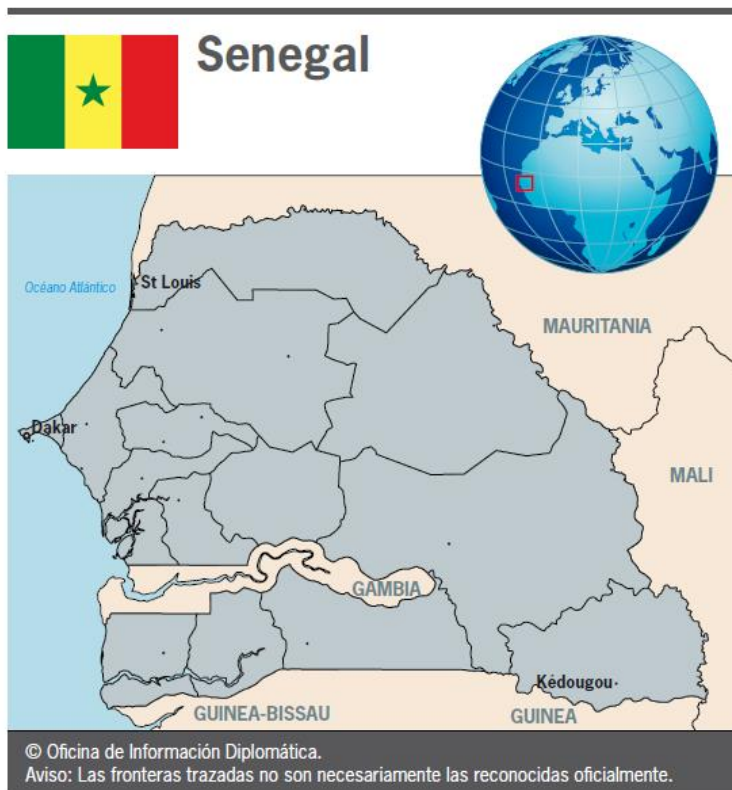 Senegal
Océano Atlántico
St Louis
MAURITANIA
Dakar
MALI
GAMBIA
Kédougou
GUINEA-BISSAU
GUINEA
© Oficina de Información Diplomática.
Aviso: Las fronteras trazadas no son necesariamente las reconocidas oficialmente.